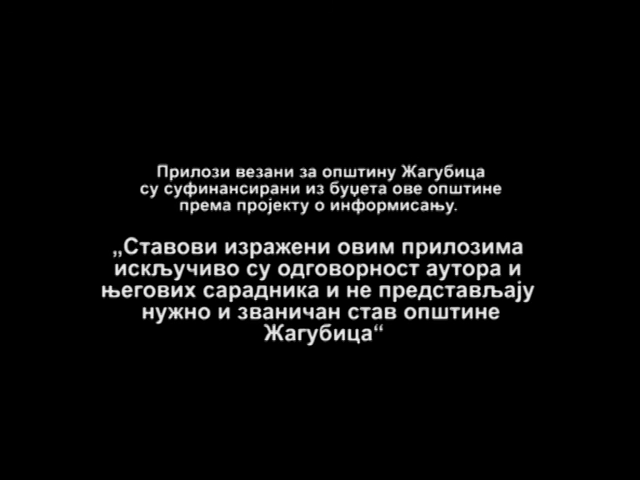 Прилози везани за општину Жагубица
су суфинансирани из буџета ове општине
према пројекту о информисању.
„Ставови изражени овим прилозима
искључиво су одговорност аутора и
његових сарадника и не представљају
нужно и званичан став општине
Жагубица“